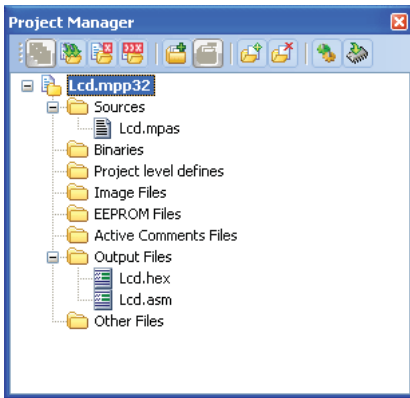 Project Manager
Lcd.mpp32
Sources
Lcd.mpas
Binaries
Project level defines
Image Files
EEPROM Files
Active Comments Files
Output Files
Lcd.hex
Lcd.asm
Other Files